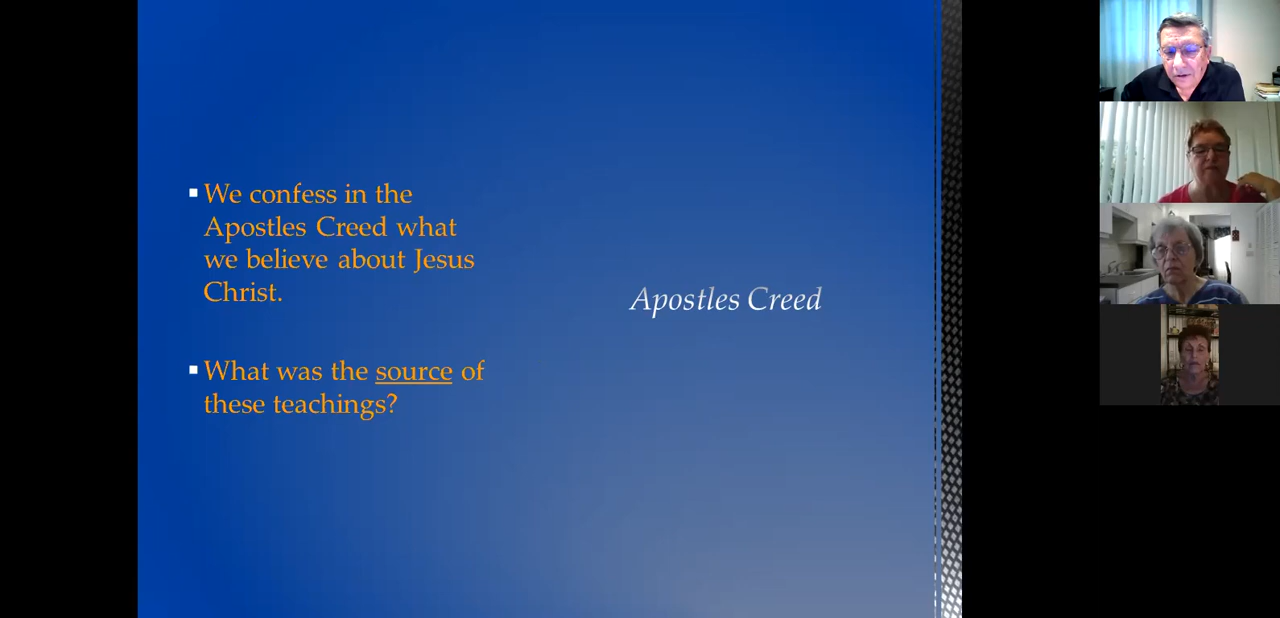 We confess in the
Apostles Creed what
we believe about Jesus
Christ.
What was the source of
these teachings?
Apostles Creed